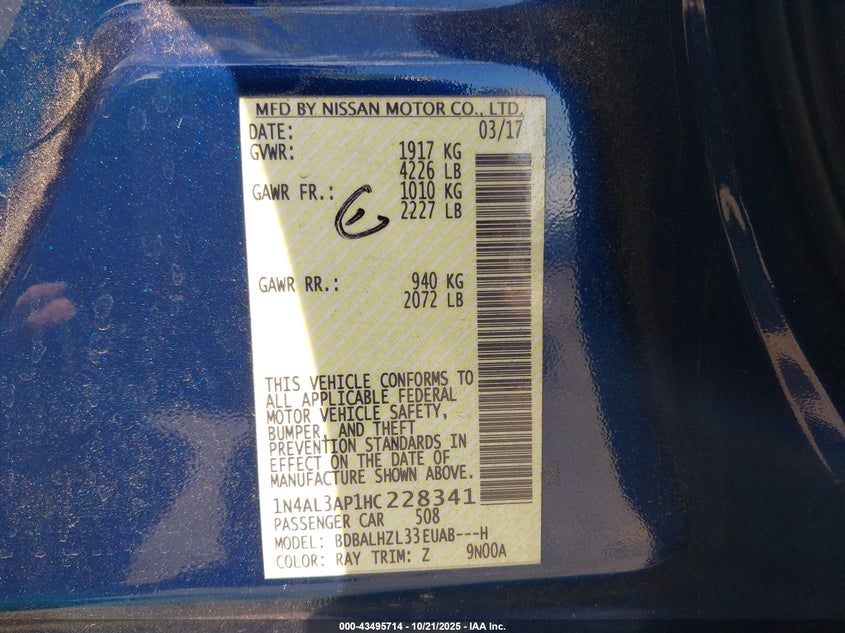 MFD BY NISSAN MOTOR CO., LTD.
DATE: 03/17
GVWR: 1917 KG
4226 LB
GAWR FR.: 1010 KG
2227 LB
GAWR RR.: 940 KG
2072 LB
THIS VEHICLE CONFORMS TO
ALL APPLICABLE FEDERAL
MOTOR VEHICLE SAFETY,
BUMPER, AND THEFT
PREVENTION STANDARDS IN
EFFECT ON THE DATE OF
MANUFACTURE SHOWN ABOVE.
1N4AL3AP1HC228341
PASSENGER CAR 508
MODEL: BDBALHZL33EUAB---H
COLOR: RAY TRIM: Z 9N00A
000-43495714 - 10/21/2025 - IAA Inc.